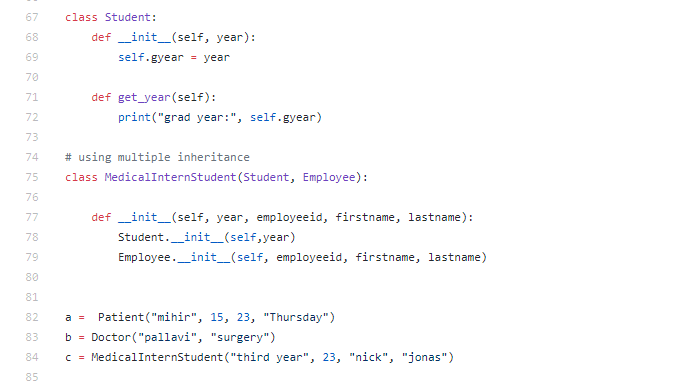 67 class Student:
68 def __init__(self, year):
69 self.gyear = year
70
71 def get_year(self):
72 print("grad year:", self.gyear)
73
74 # using multiple inheritance
75 class MedicalInternStudent(Student, Employee):
76
77 def __init__(self, year, employeeid, firstname, lastname):
78 Student.__init__(self,year)
79 Employee.__init__(self, employeeid, firstname, lastname)
80
81
82 a =  Patient("mihir", 15, 23, "Thursday")
83 b = Doctor("pallavi", "surgery")
84 c = MedicalInternStudent("third year", 23, "nick", "jonas")
85